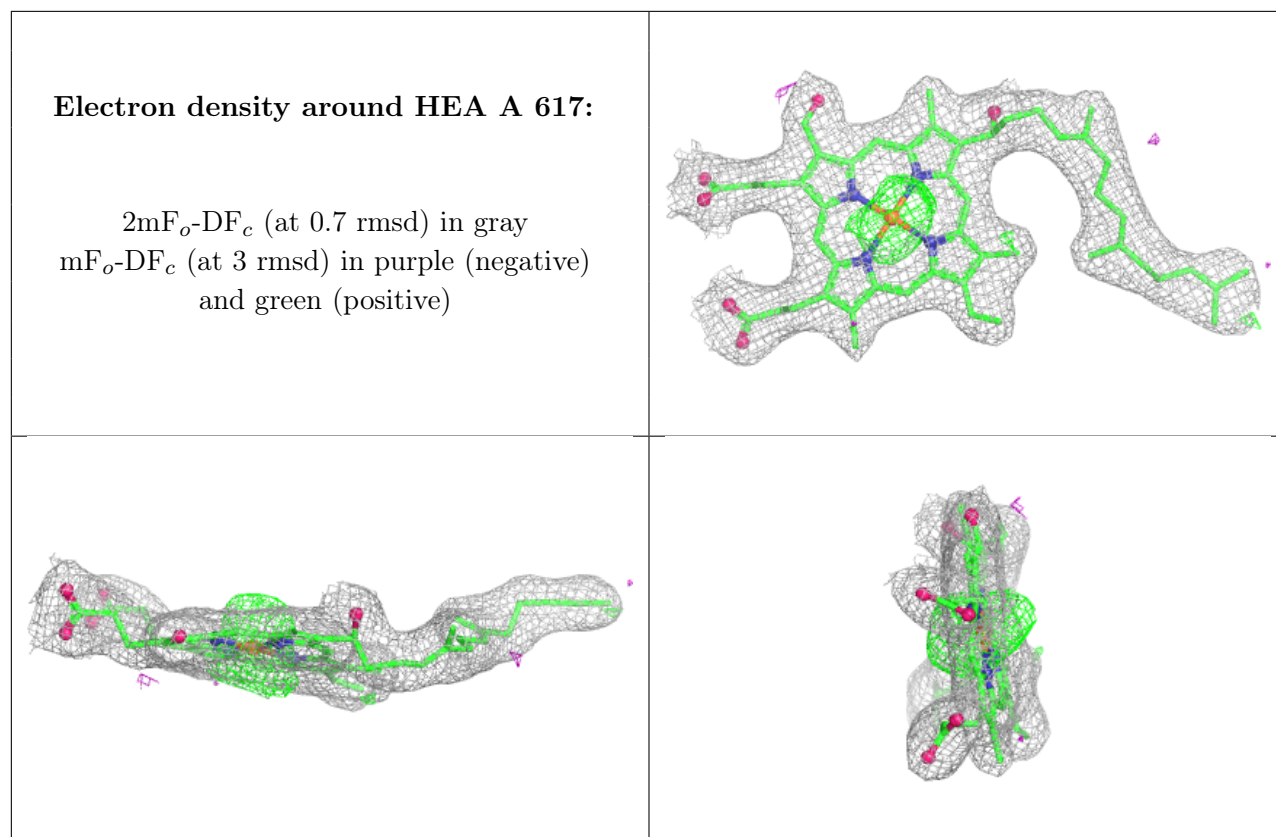 Electron density around HEA A 617:
2mFo-DFc (at 0.7 rmsd) in gray
mFo-DFc (at 3 rmsd) in purple (negative)
and green (positive)